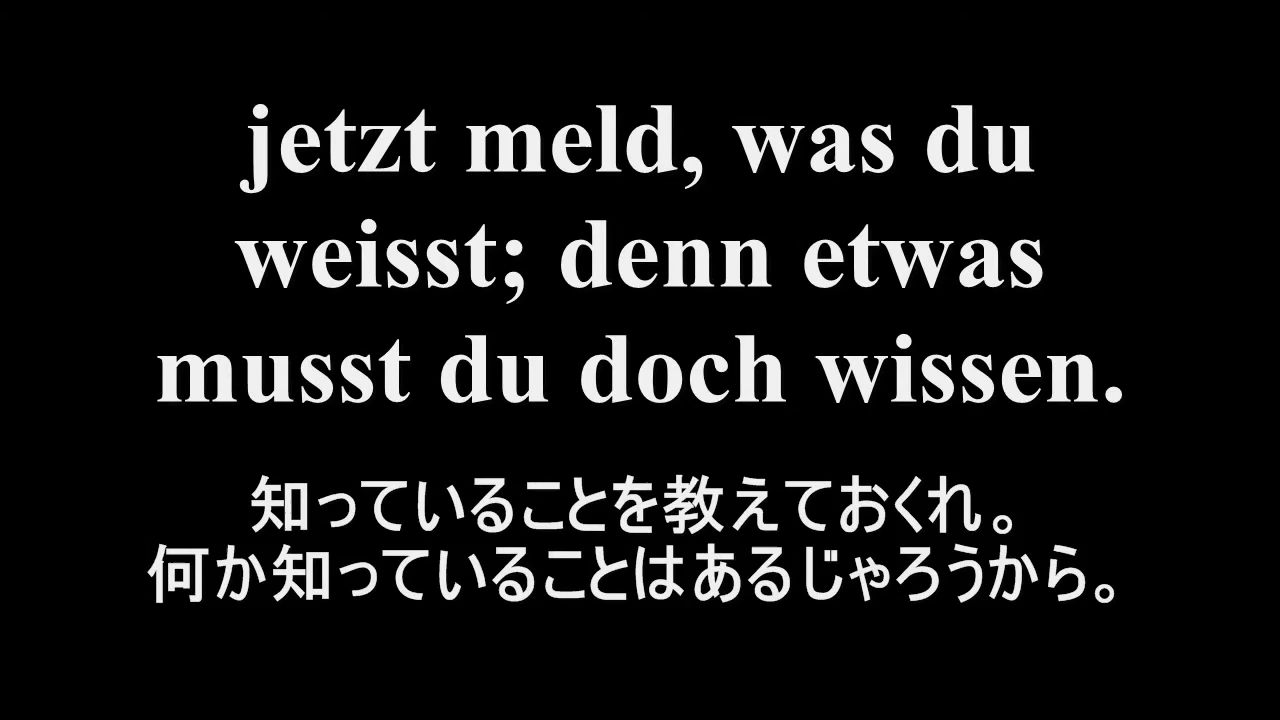 jetzt meld, was du
weisst; denn etwas
musst du doch wissen.
知っていることを教えておくれ。
何か知っていることはあるじゃろうから。